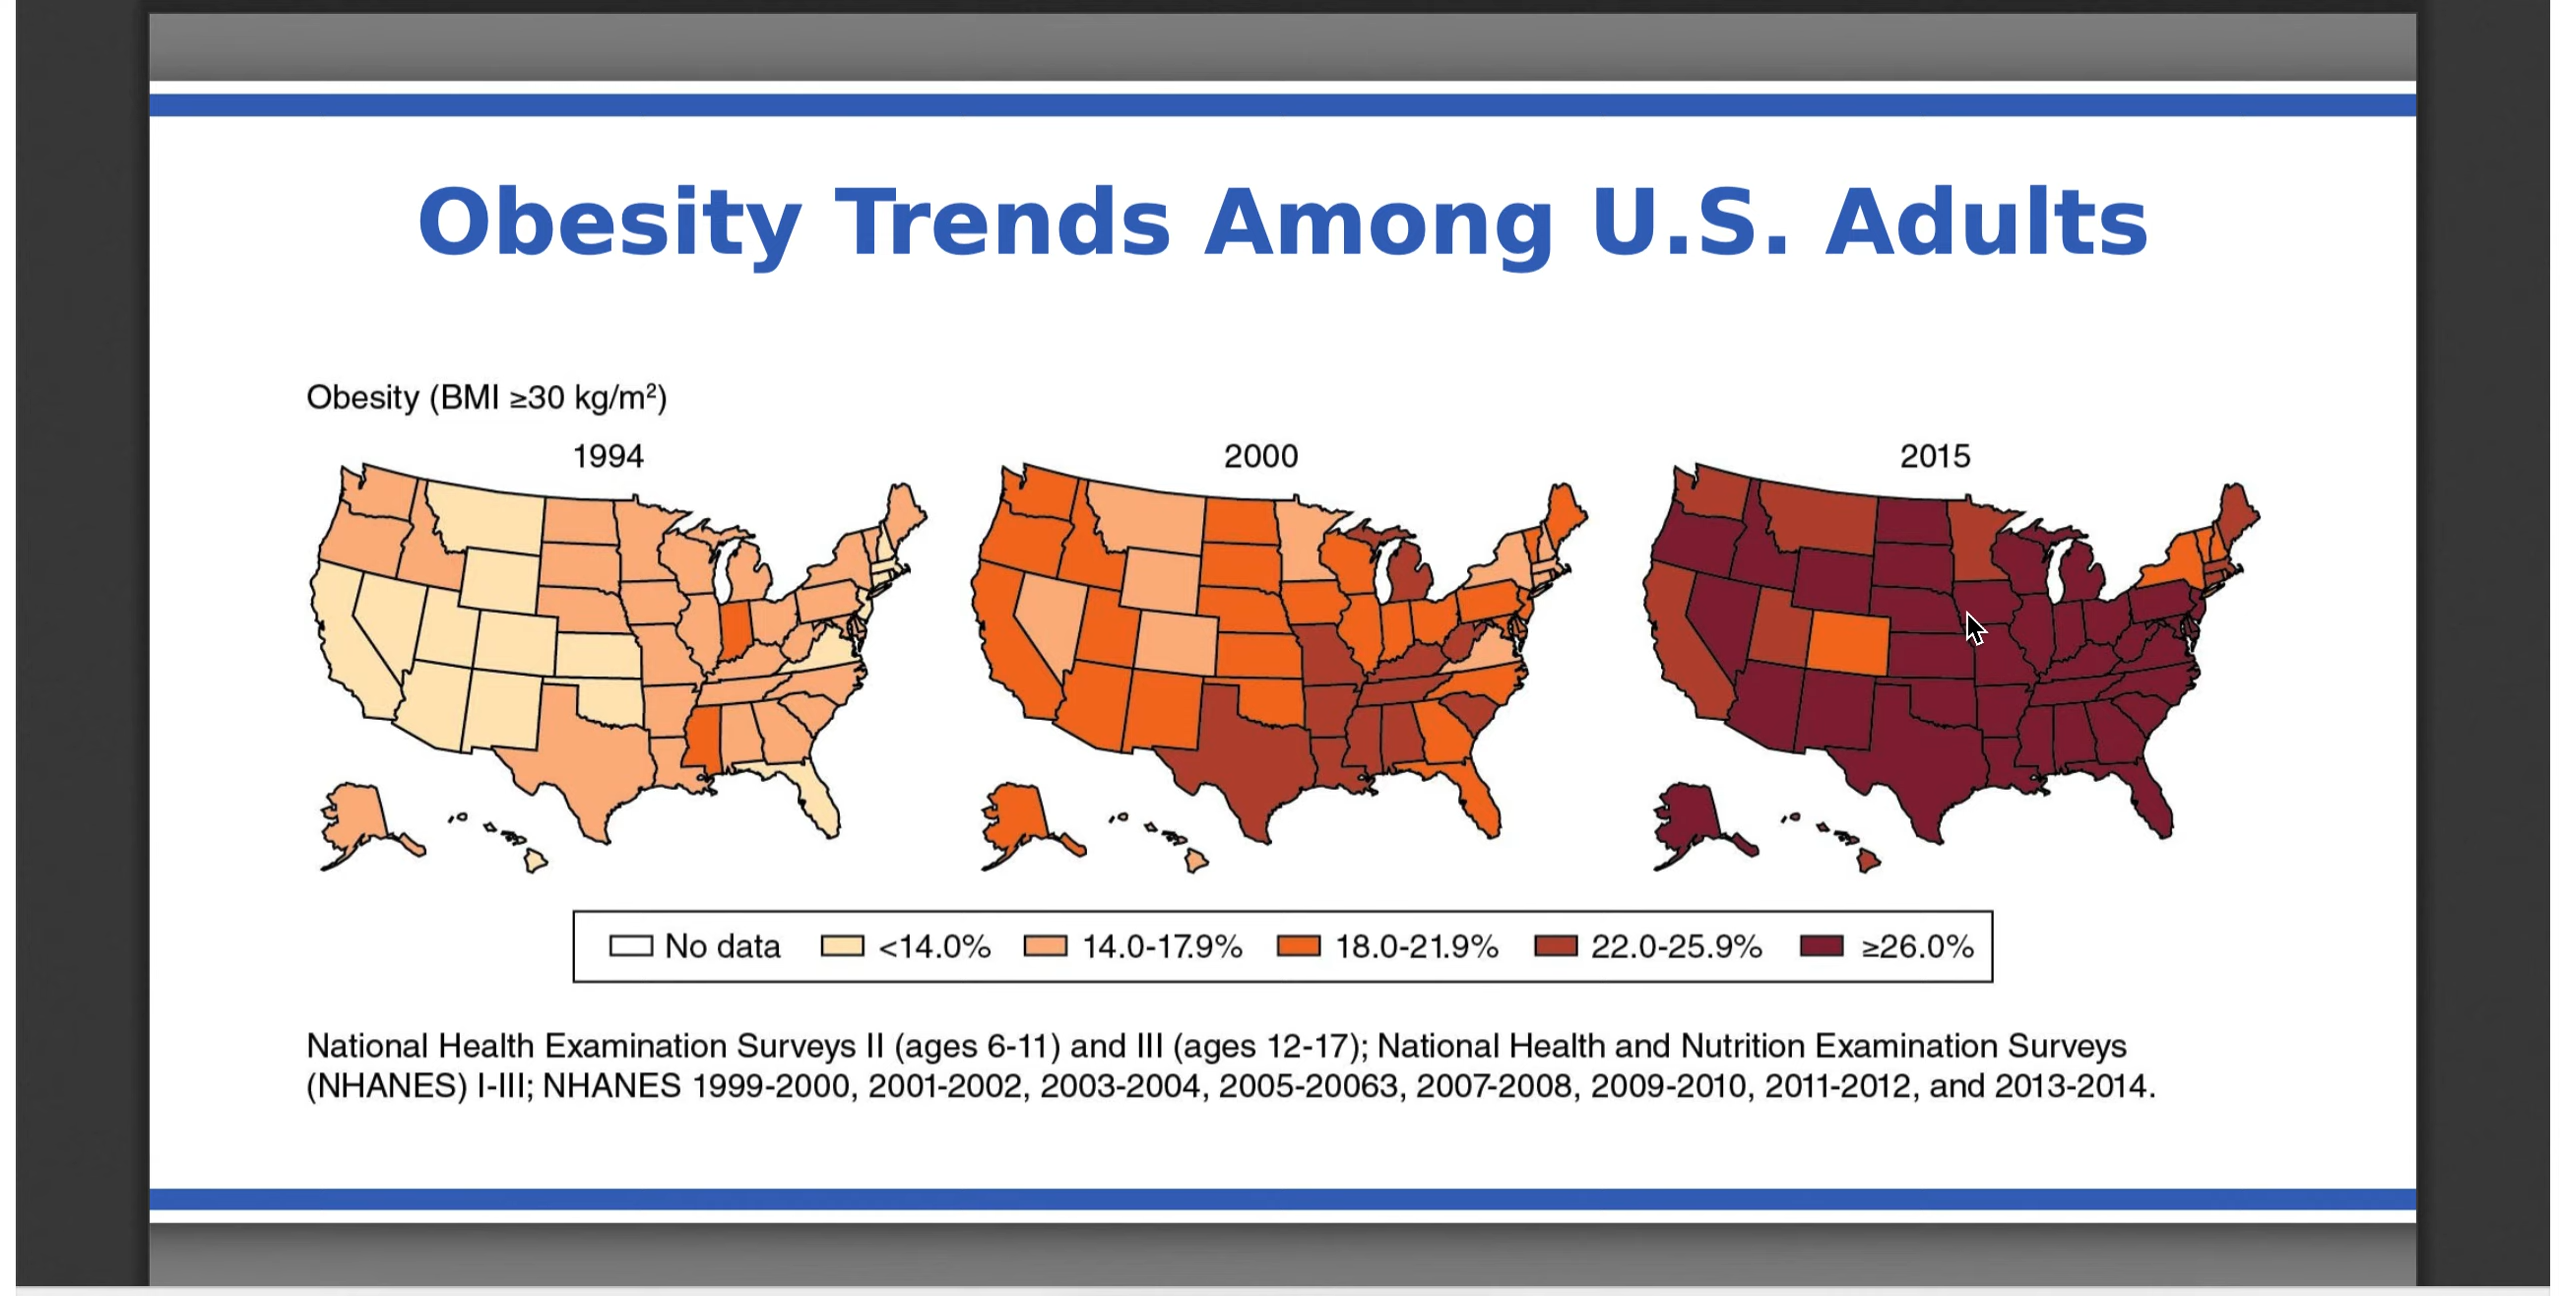 Obesity Trends Among U.S. Adults
Obesity (BMI ≥30 kg/m²)
1994
2000
2015
No data
<14.0%
14.0-17.9%
18.0-21.9%
22.0-25.9%
≥26.0%
National Health Examination Surveys II (ages 6-11) and III (ages 12-17); National Health and Nutrition Examination Surveys
(NHANES) I-III; NHANES 1999-2000, 2001-2002, 2003-2004, 2005-20063, 2007-2008, 2009-2010, 2011-2012, and 2013-2014.